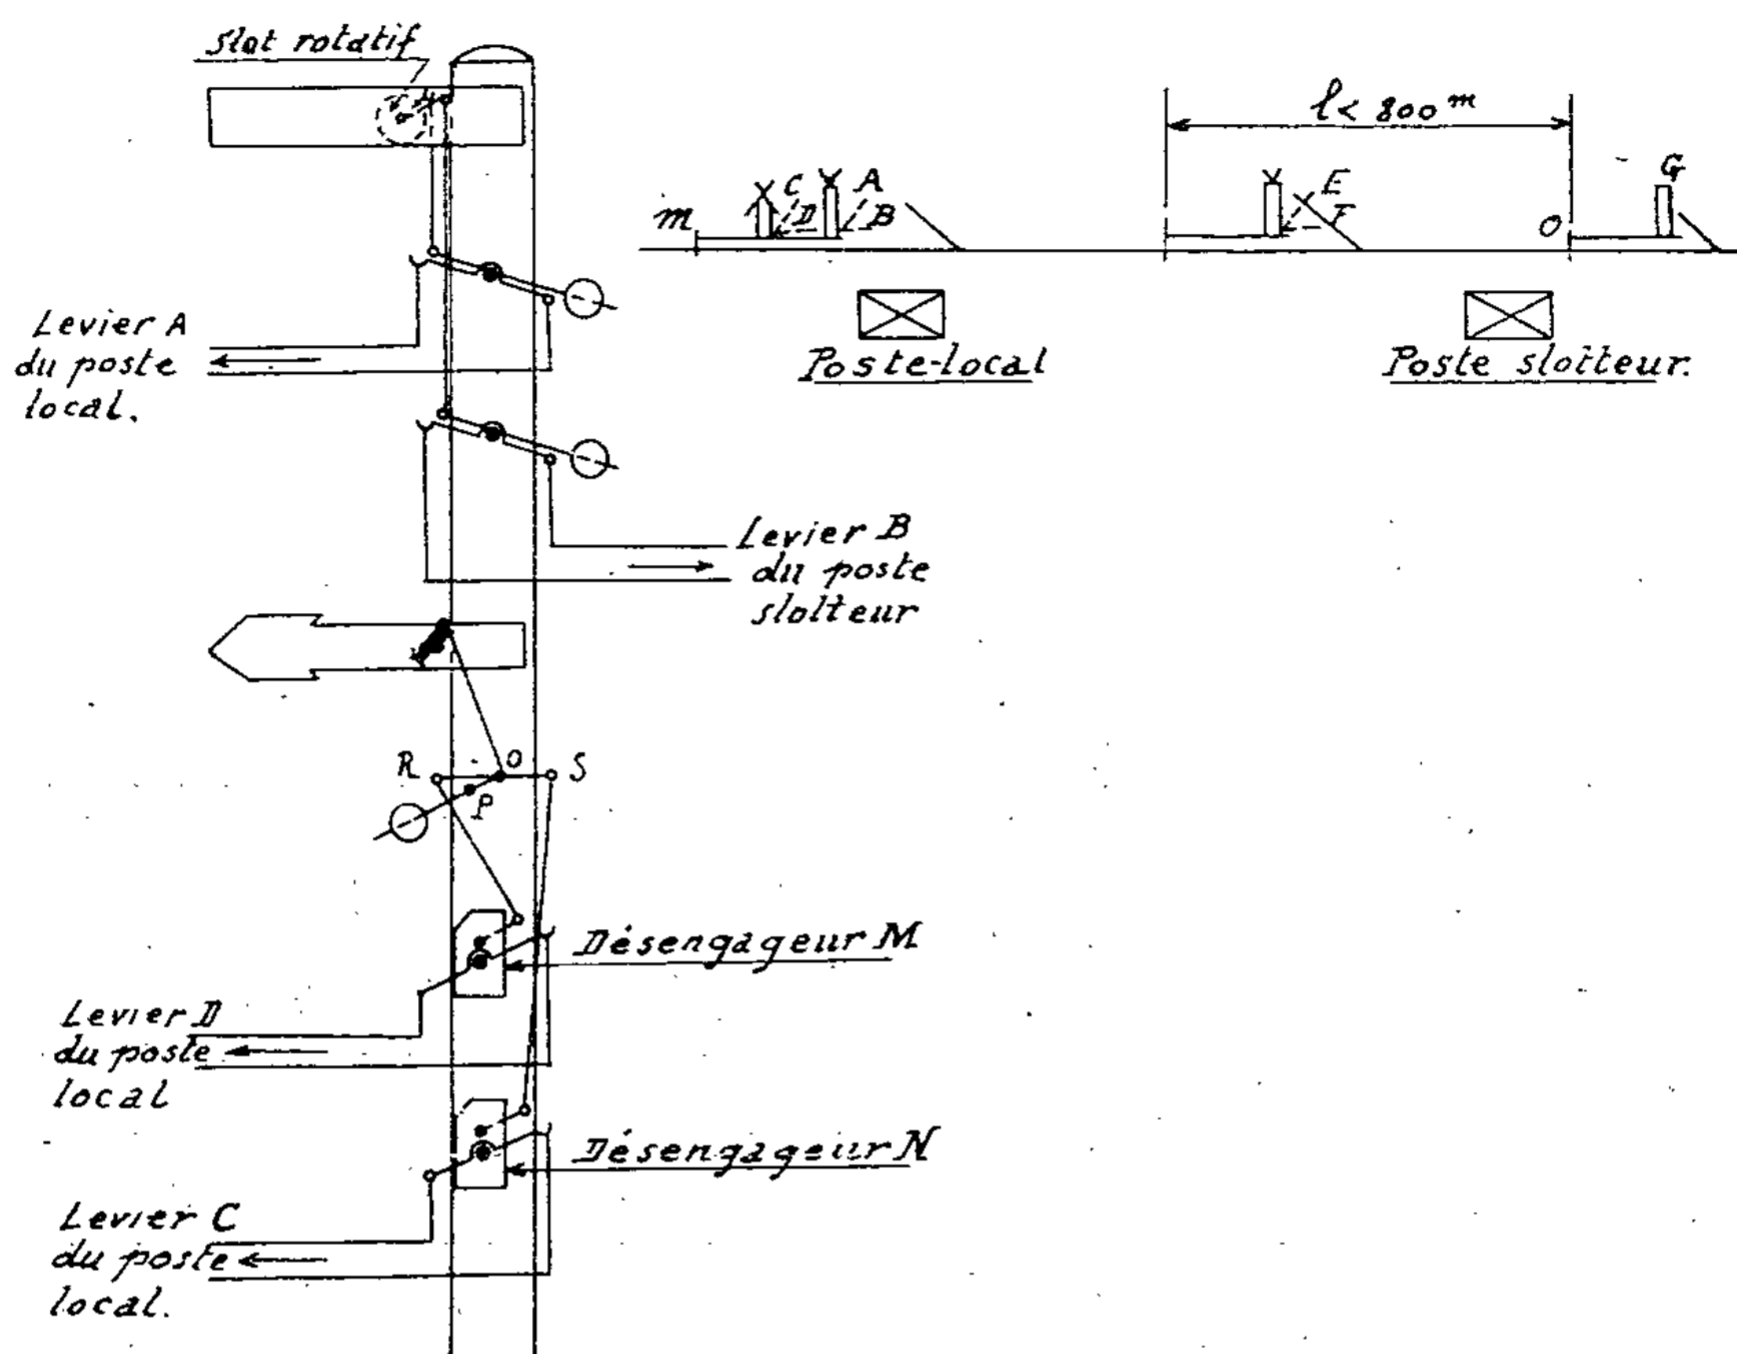 Slot rotatif
l < 800 m
m
C
A
D
B
E
F
O
G
Levier A
du poste
local.
Poste-local
Poste slotteur.
Levier B
du poste
slotteur
R
O
S
P
Désengageur M
Levier D
du poste
local
Désengageur N
Levier C
du poste
local.